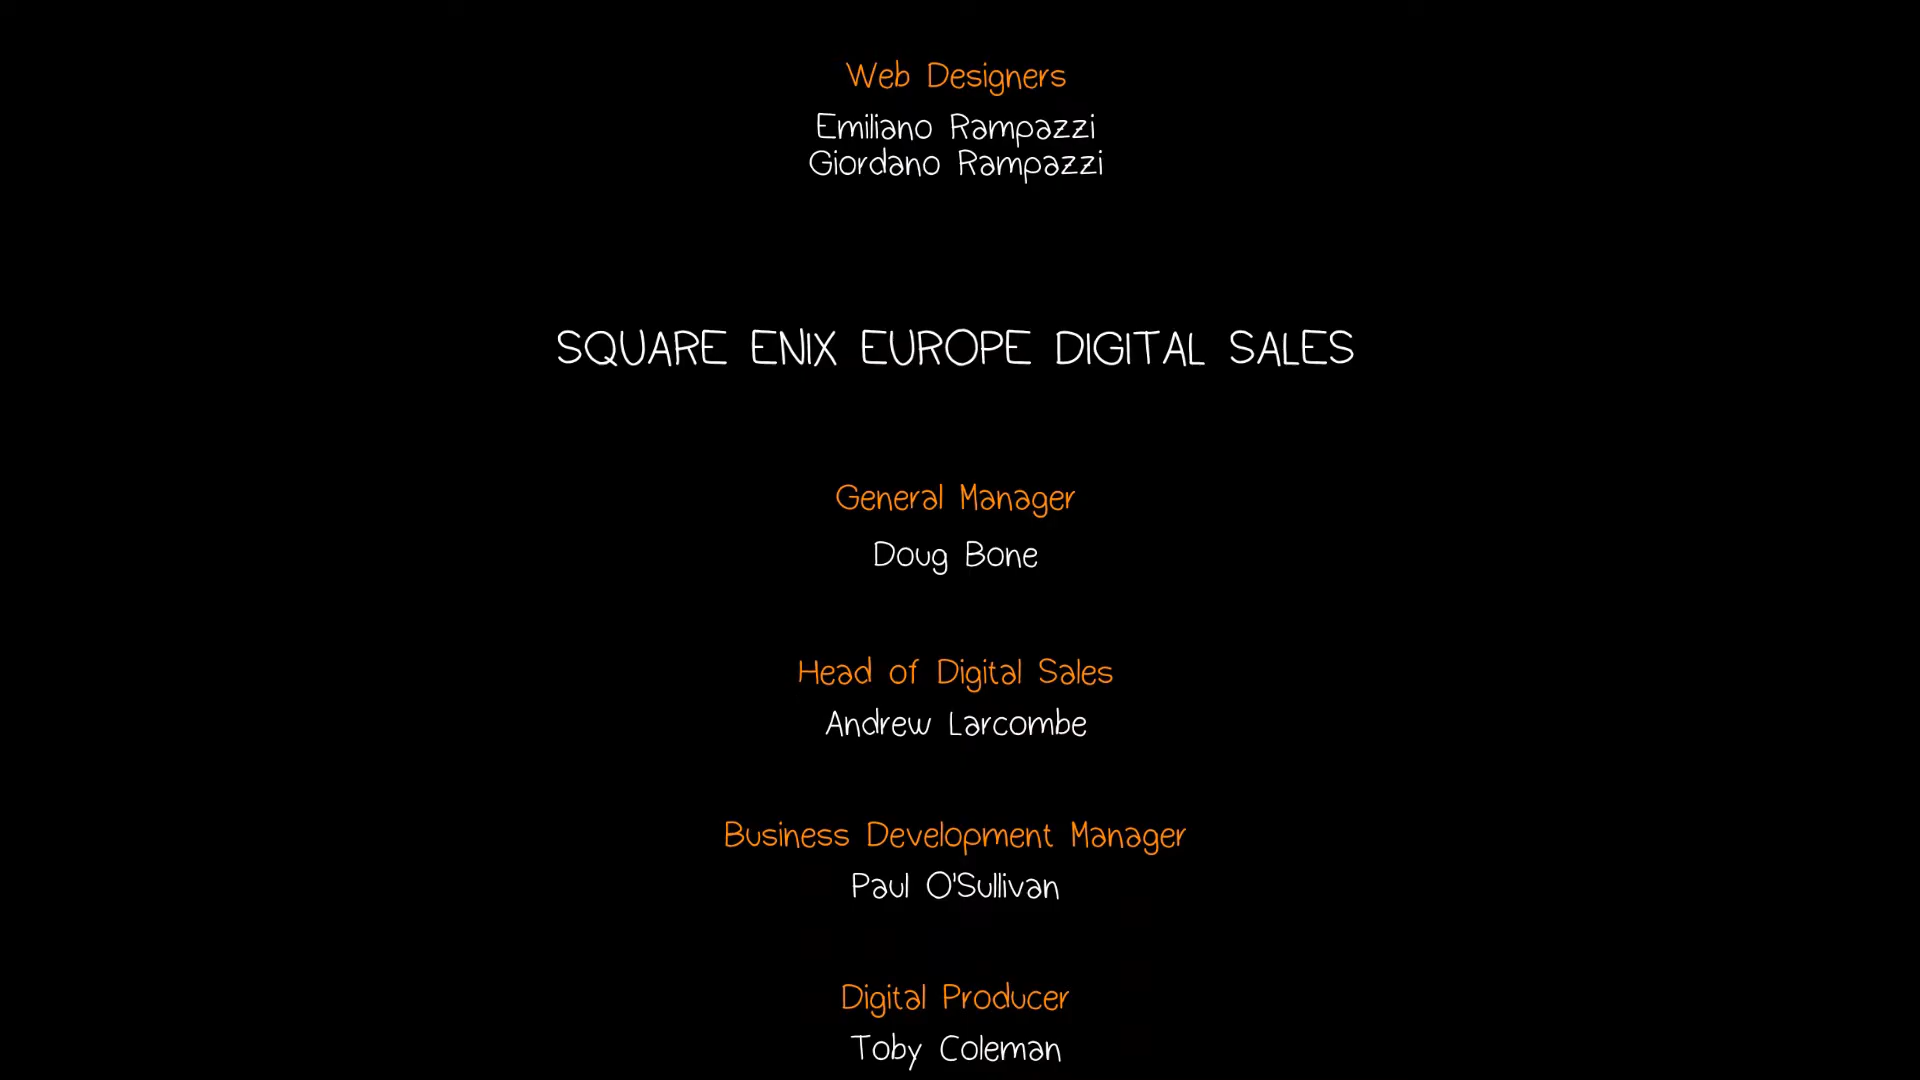 Web Designers
Emiliano Rampazzi
Giordano Rampazzi
SQUARE ENIX EUROPE DIGITAL SALES
General Manager
Doug Bone
Head of Digital Sales
Andrew Larcombe
Business Development Manager
Paul O'Sullivan
Digital Producer
Toby Coleman